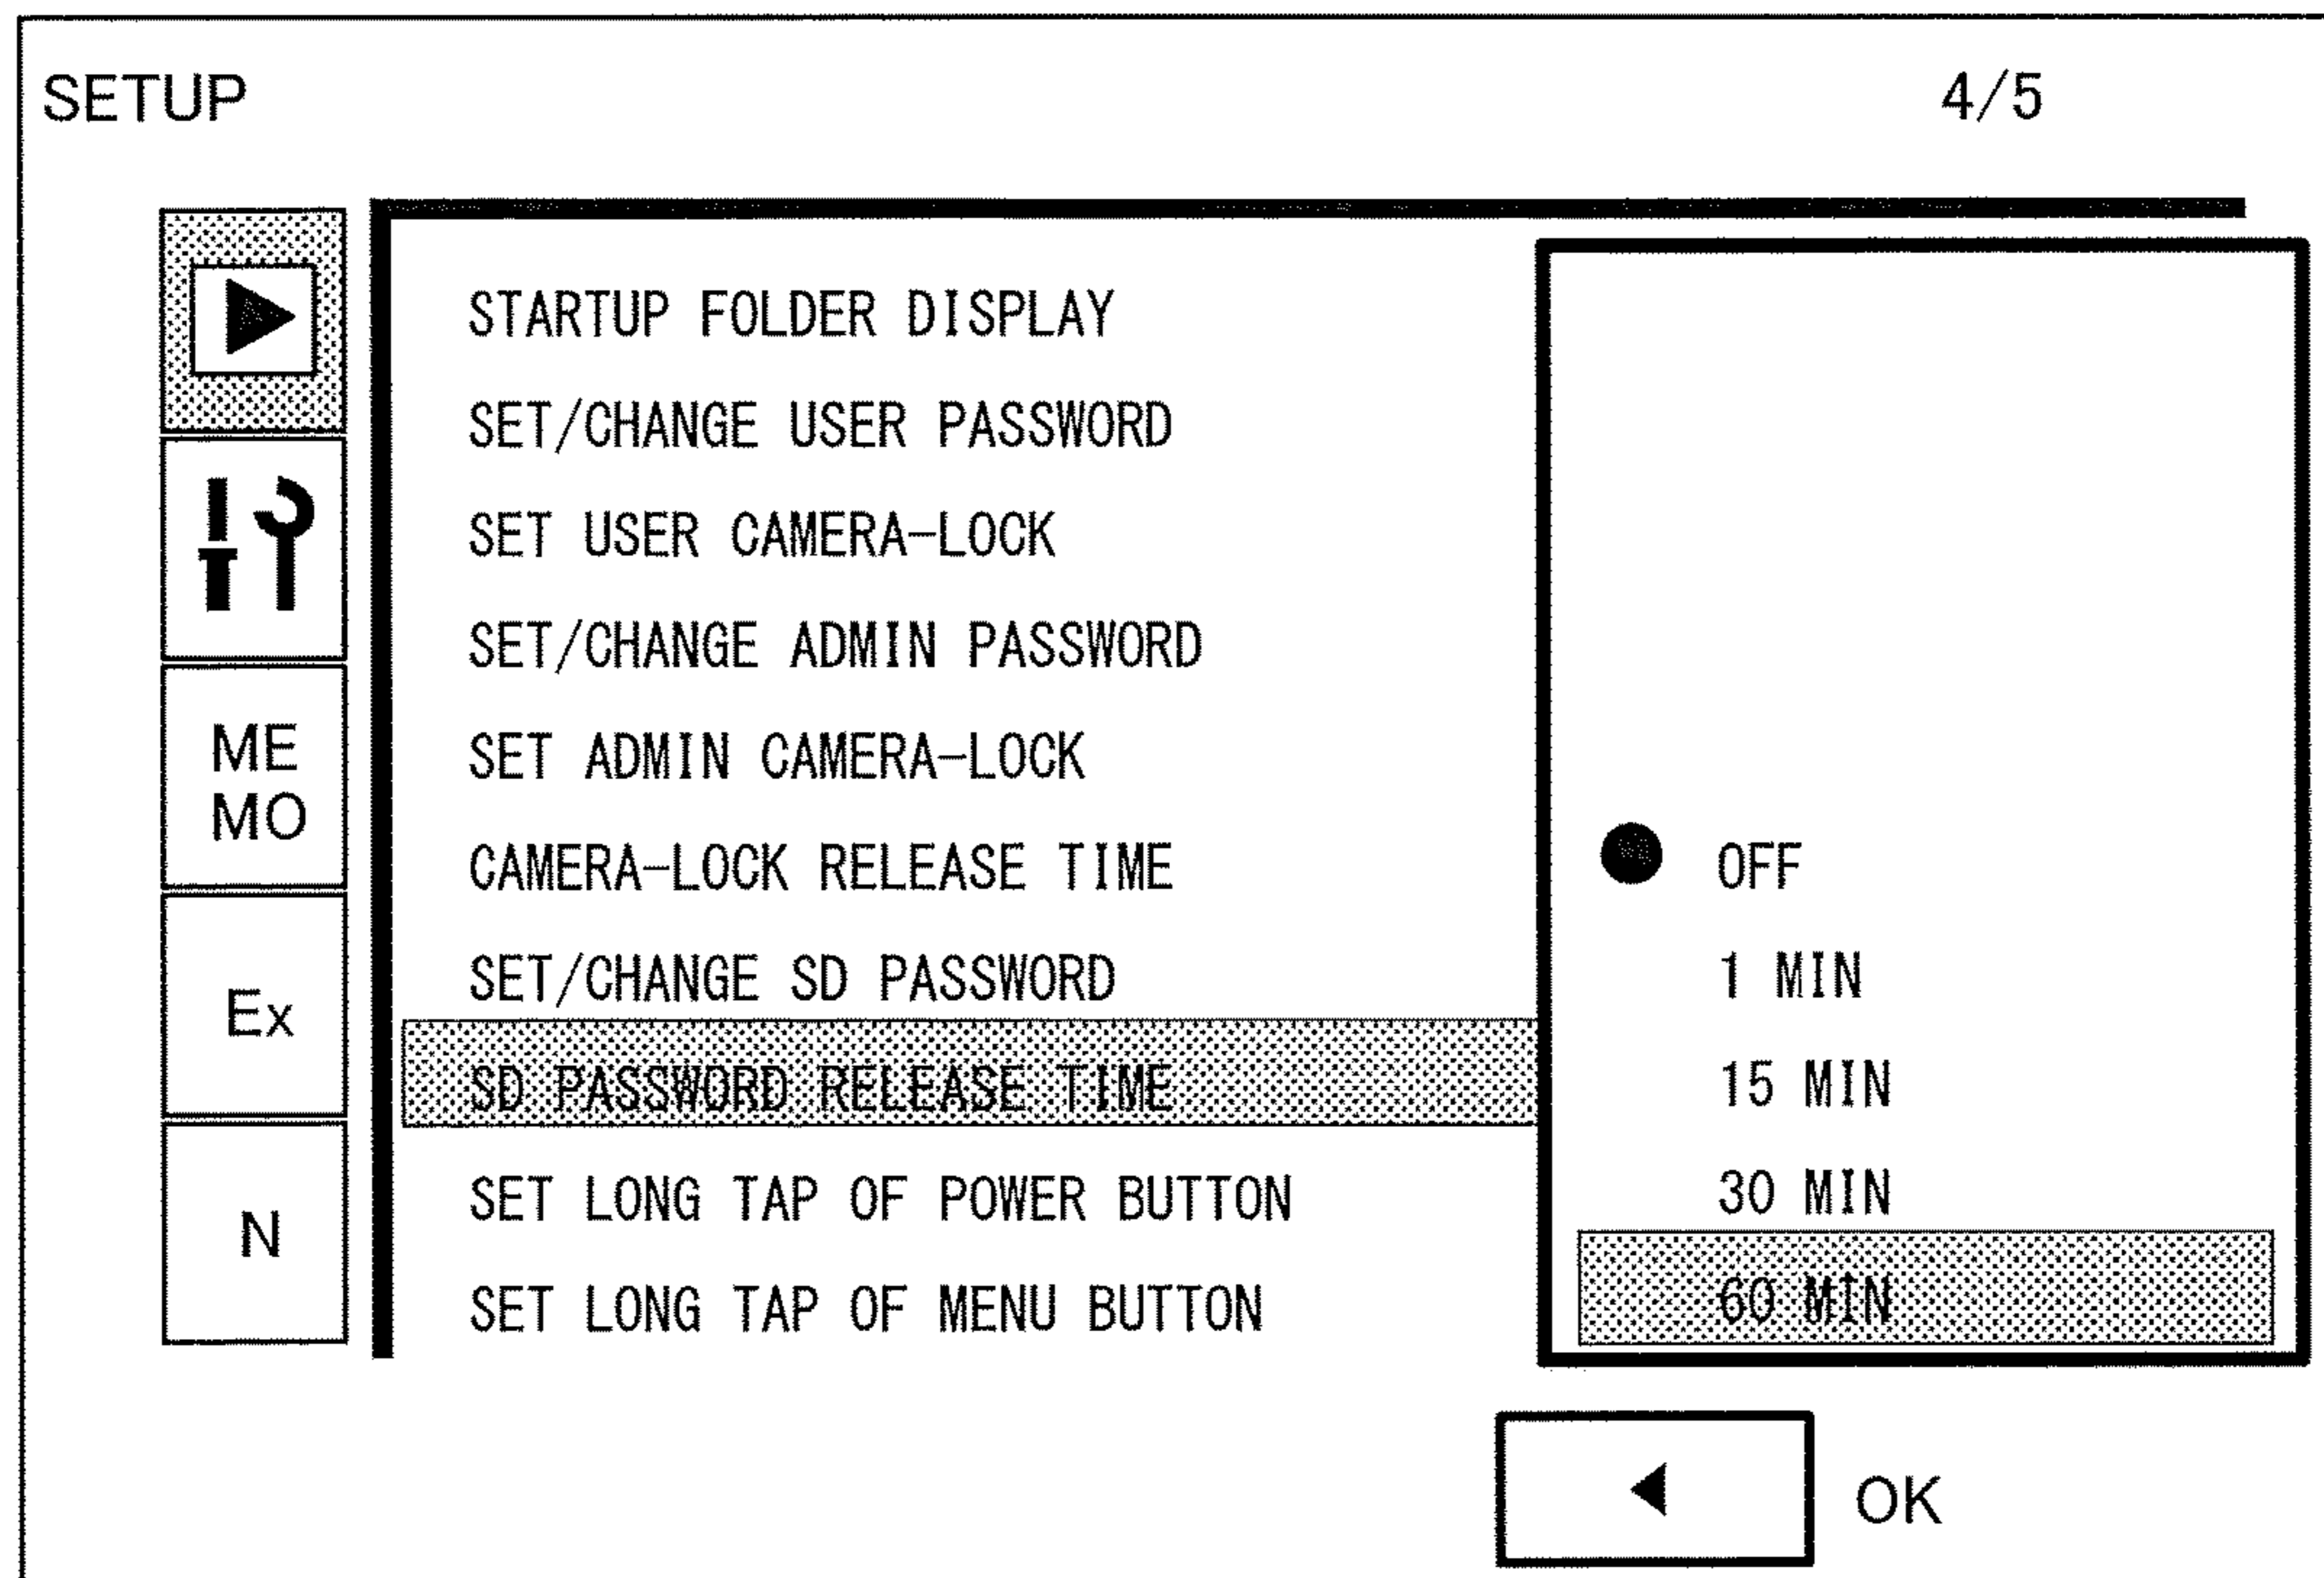 SETUP
4/5
ME
MO
Ex
N
STARTUP FOLDER DISPLAY
SET/CHANGE USER PASSWORD
SET USER CAMERA-LOCK
SET/CHANGE ADMIN PASSWORD
SET ADMIN CAMERA-LOCK
CAMERA-LOCK RELEASE TIME
SET/CHANGE SD PASSWORD
SD PASSWORD RELEASE TIME
SET LONG TAP OF POWER BUTTON
SET LONG TAP OF MENU BUTTON
OFF
1 MIN
15 MIN
30 MIN
60 MIN
OK